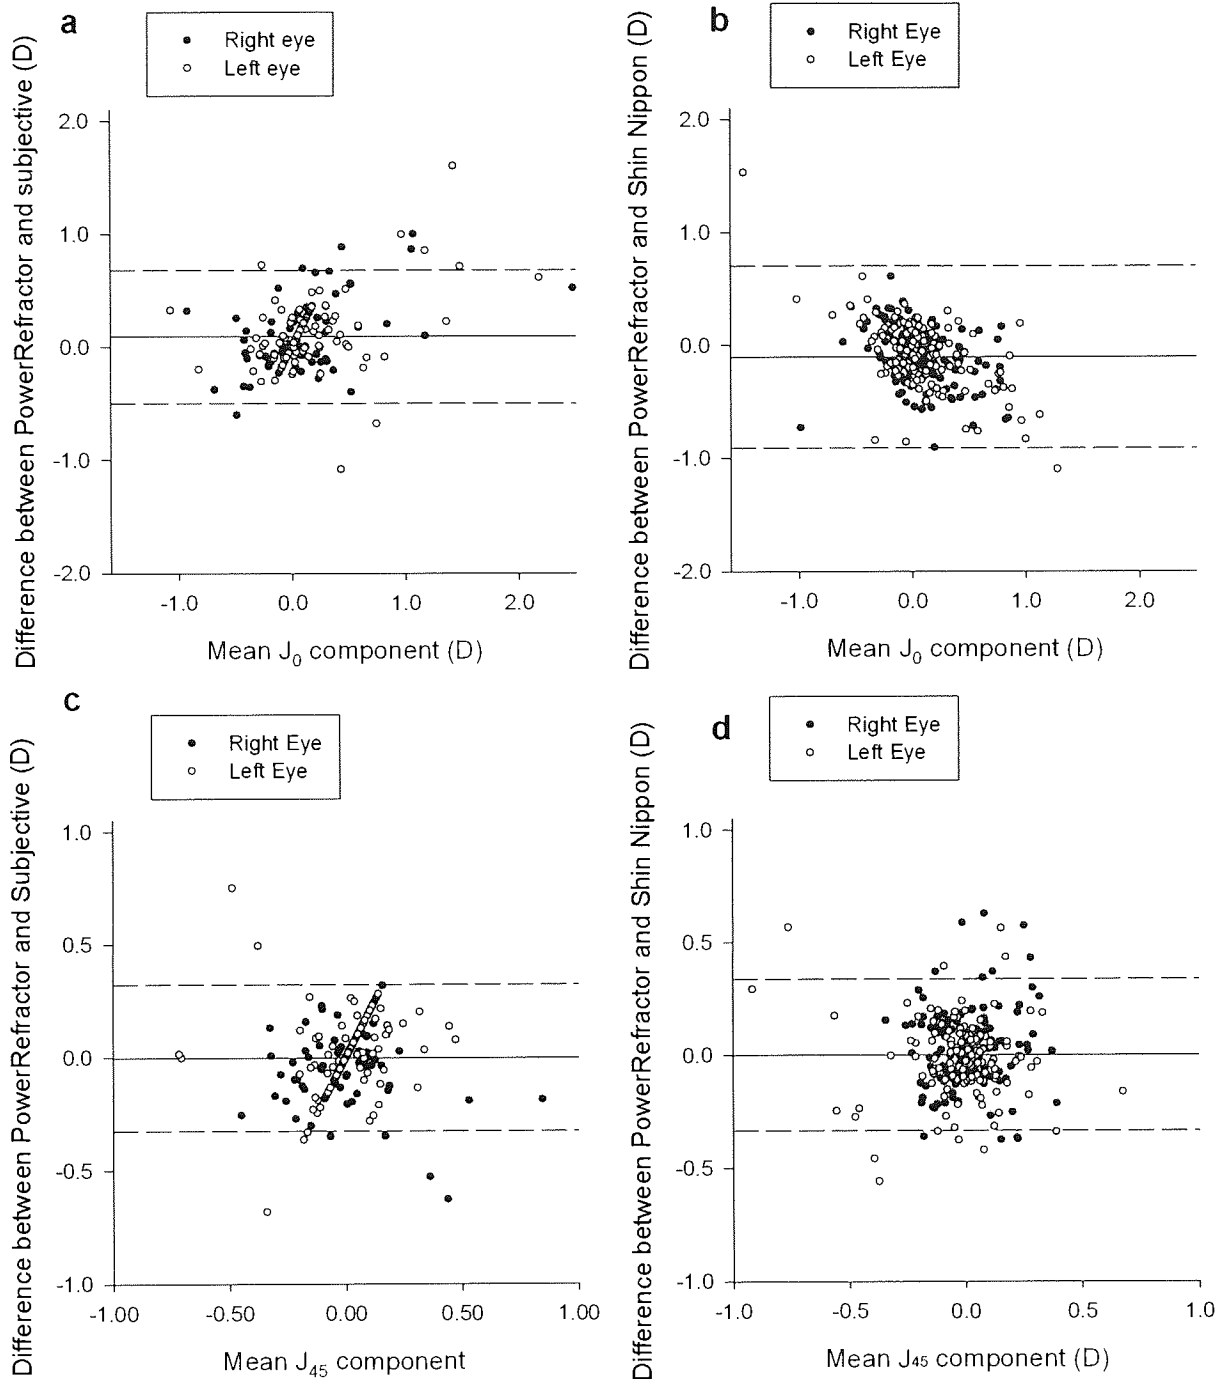 a
Right eye
Left eye
Difference between PowerRefractor and subjective (D)
2.0
1.0
0.0
-1.0
-2.0
-1.0
0.0
1.0
2.0
Mean J0 component (D)
b
Right Eye
Left Eye
Difference between PowerRefractor and Shin Nippon (D)
2.0
1.0
0.0
-1.0
-2.0
-1.0
0.0
1.0
2.0
Mean J0 component (D)
c
Right Eye
Left Eye
Difference between PowerRefractor and Subjective (D)
1.0
0.5
0.0
-0.5
-1.0
-1.00
-0.50
0.00
0.50
1.00
Mean J45 component
d
Right Eye
Left Eye
Difference between PowerRefractor and Shin Nippon (D)
1.0
0.5
0.0
-0.5
-1.0
-1.0
-0.5
0.0
0.5
1.0
Mean J45 component (D)